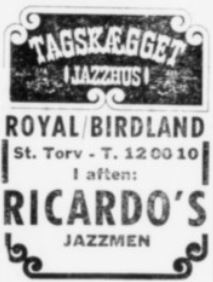 TAGSKÆGGET
JAZZHUS
ROYAL/BIRDLAND
St. Torv - T. 12 00 10
I aften:
RICARDO'S
JAZZMEN